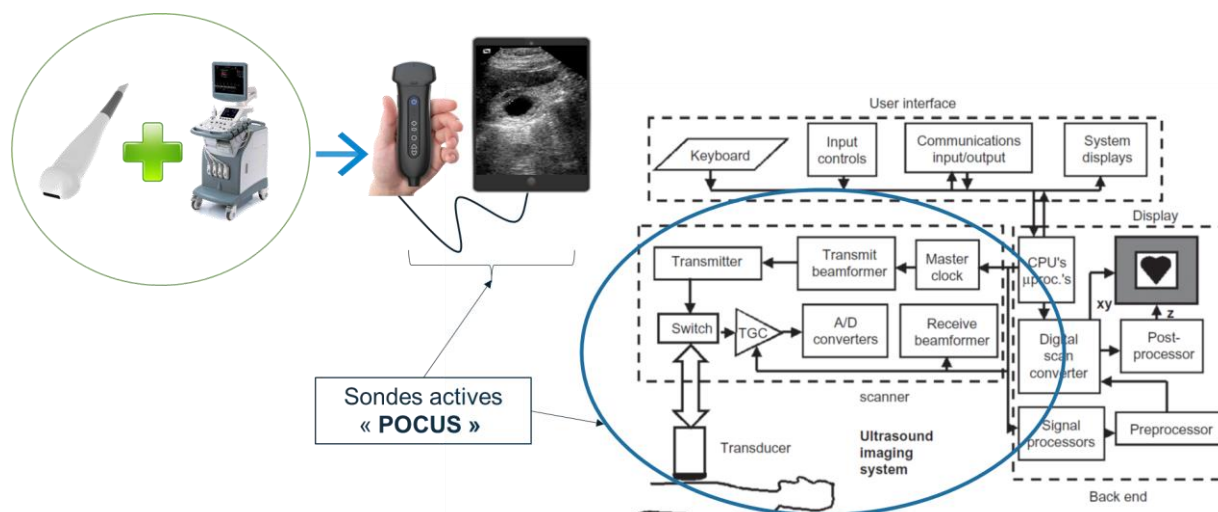 User interface
Keyboard
Input
controls
Communications
input/output
System
displays
Display
Transmitter
Transmit
beamformer
Master
clock
CPU's
µproc.'s
xy
z
Switch
TGC
A/D
converters
Receive
beamformer
Digital
scan
converter
Post-
processor
scanner
Sondes actives
« POCUS »
Transducer
Ultrasound
imaging
system
Signal
processors
Preprocessor
Back end